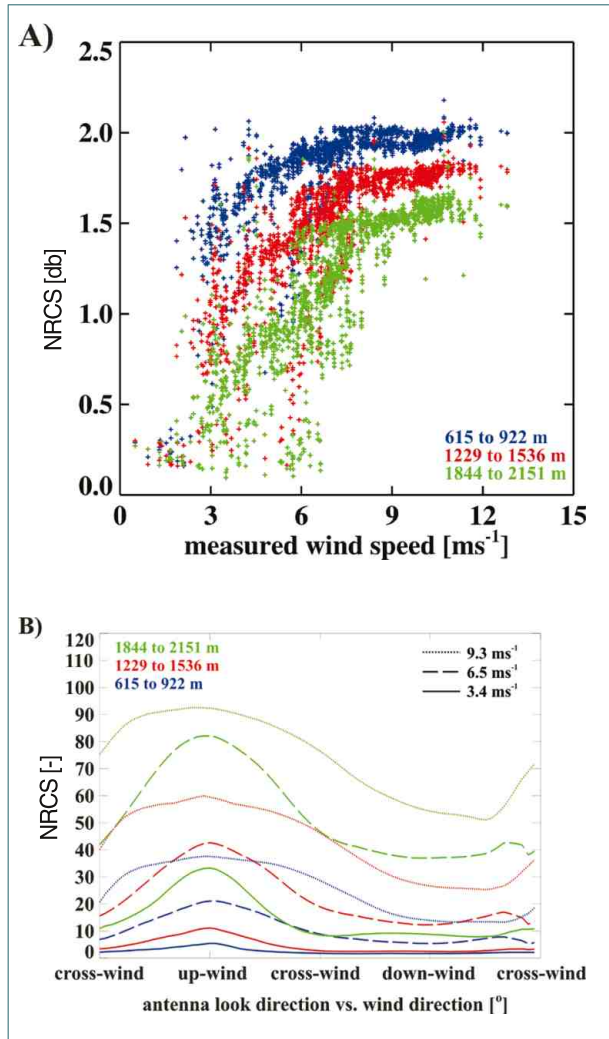 A)
2.5
2.0
1.5
1.0
0.5
0.0
NRCS [db]
615 to 922 m
1229 to 1536 m
1844 to 2151 m
0 3 6 9 12 15
measured wind speed [ms⁻¹]
B)
120
110
100
90
80
70
60
50
40
30
20
10
0
NRCS [-]
1844 to 2151 m
1229 to 1536 m
615 to 922 m
9.3 ms⁻¹
6.5 ms⁻¹
3.4 ms⁻¹
cross-wind up-wind cross-wind down-wind cross-wind
antenna look direction vs. wind direction [°]